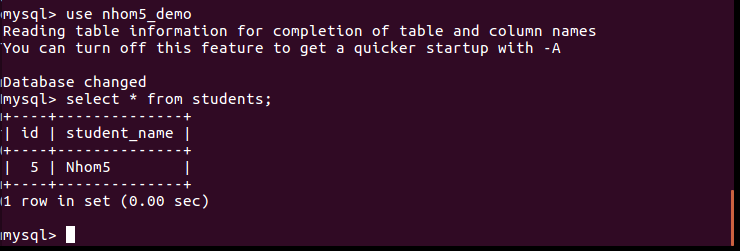 mysql> use nhom5_demo
Reading table information for completion of table and column names
You can turn off this feature to get a quicker startup with -A
Database changed
mysql> select * from students;
+----+--------------+
| id | student_name |
+----+--------------+
|  5 | Nhom5        |
+----+--------------+
1 row in set (0.00 sec)
mysql>